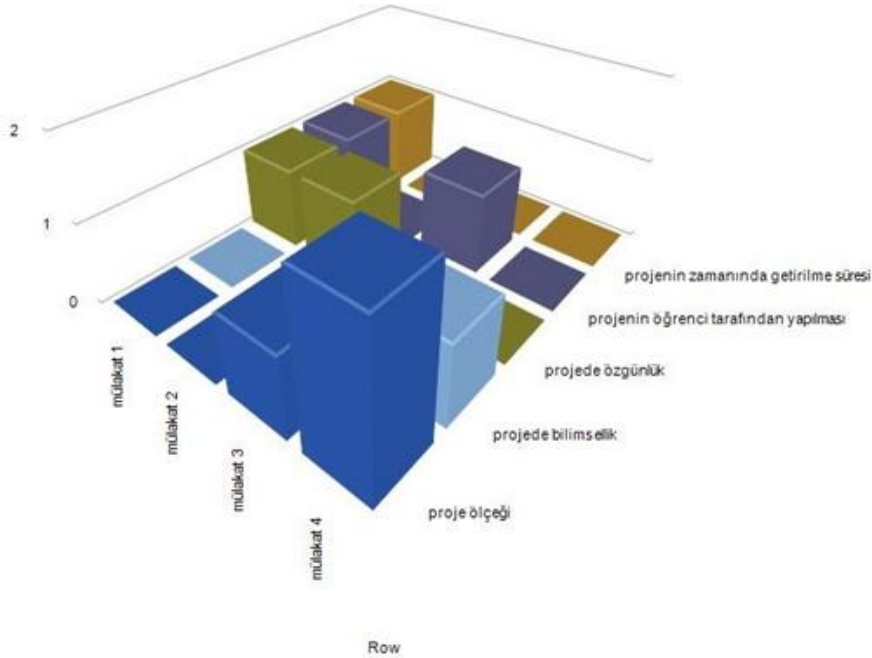 2
1
0
mülakat 1
mülakat 2
mülakat 3
mülakat 4
projenin zamanında getirilme süresi
projenin öğrenci tarafından yapılması
projede özgünlük
projede bilimsellik
proje ölçeği
Row